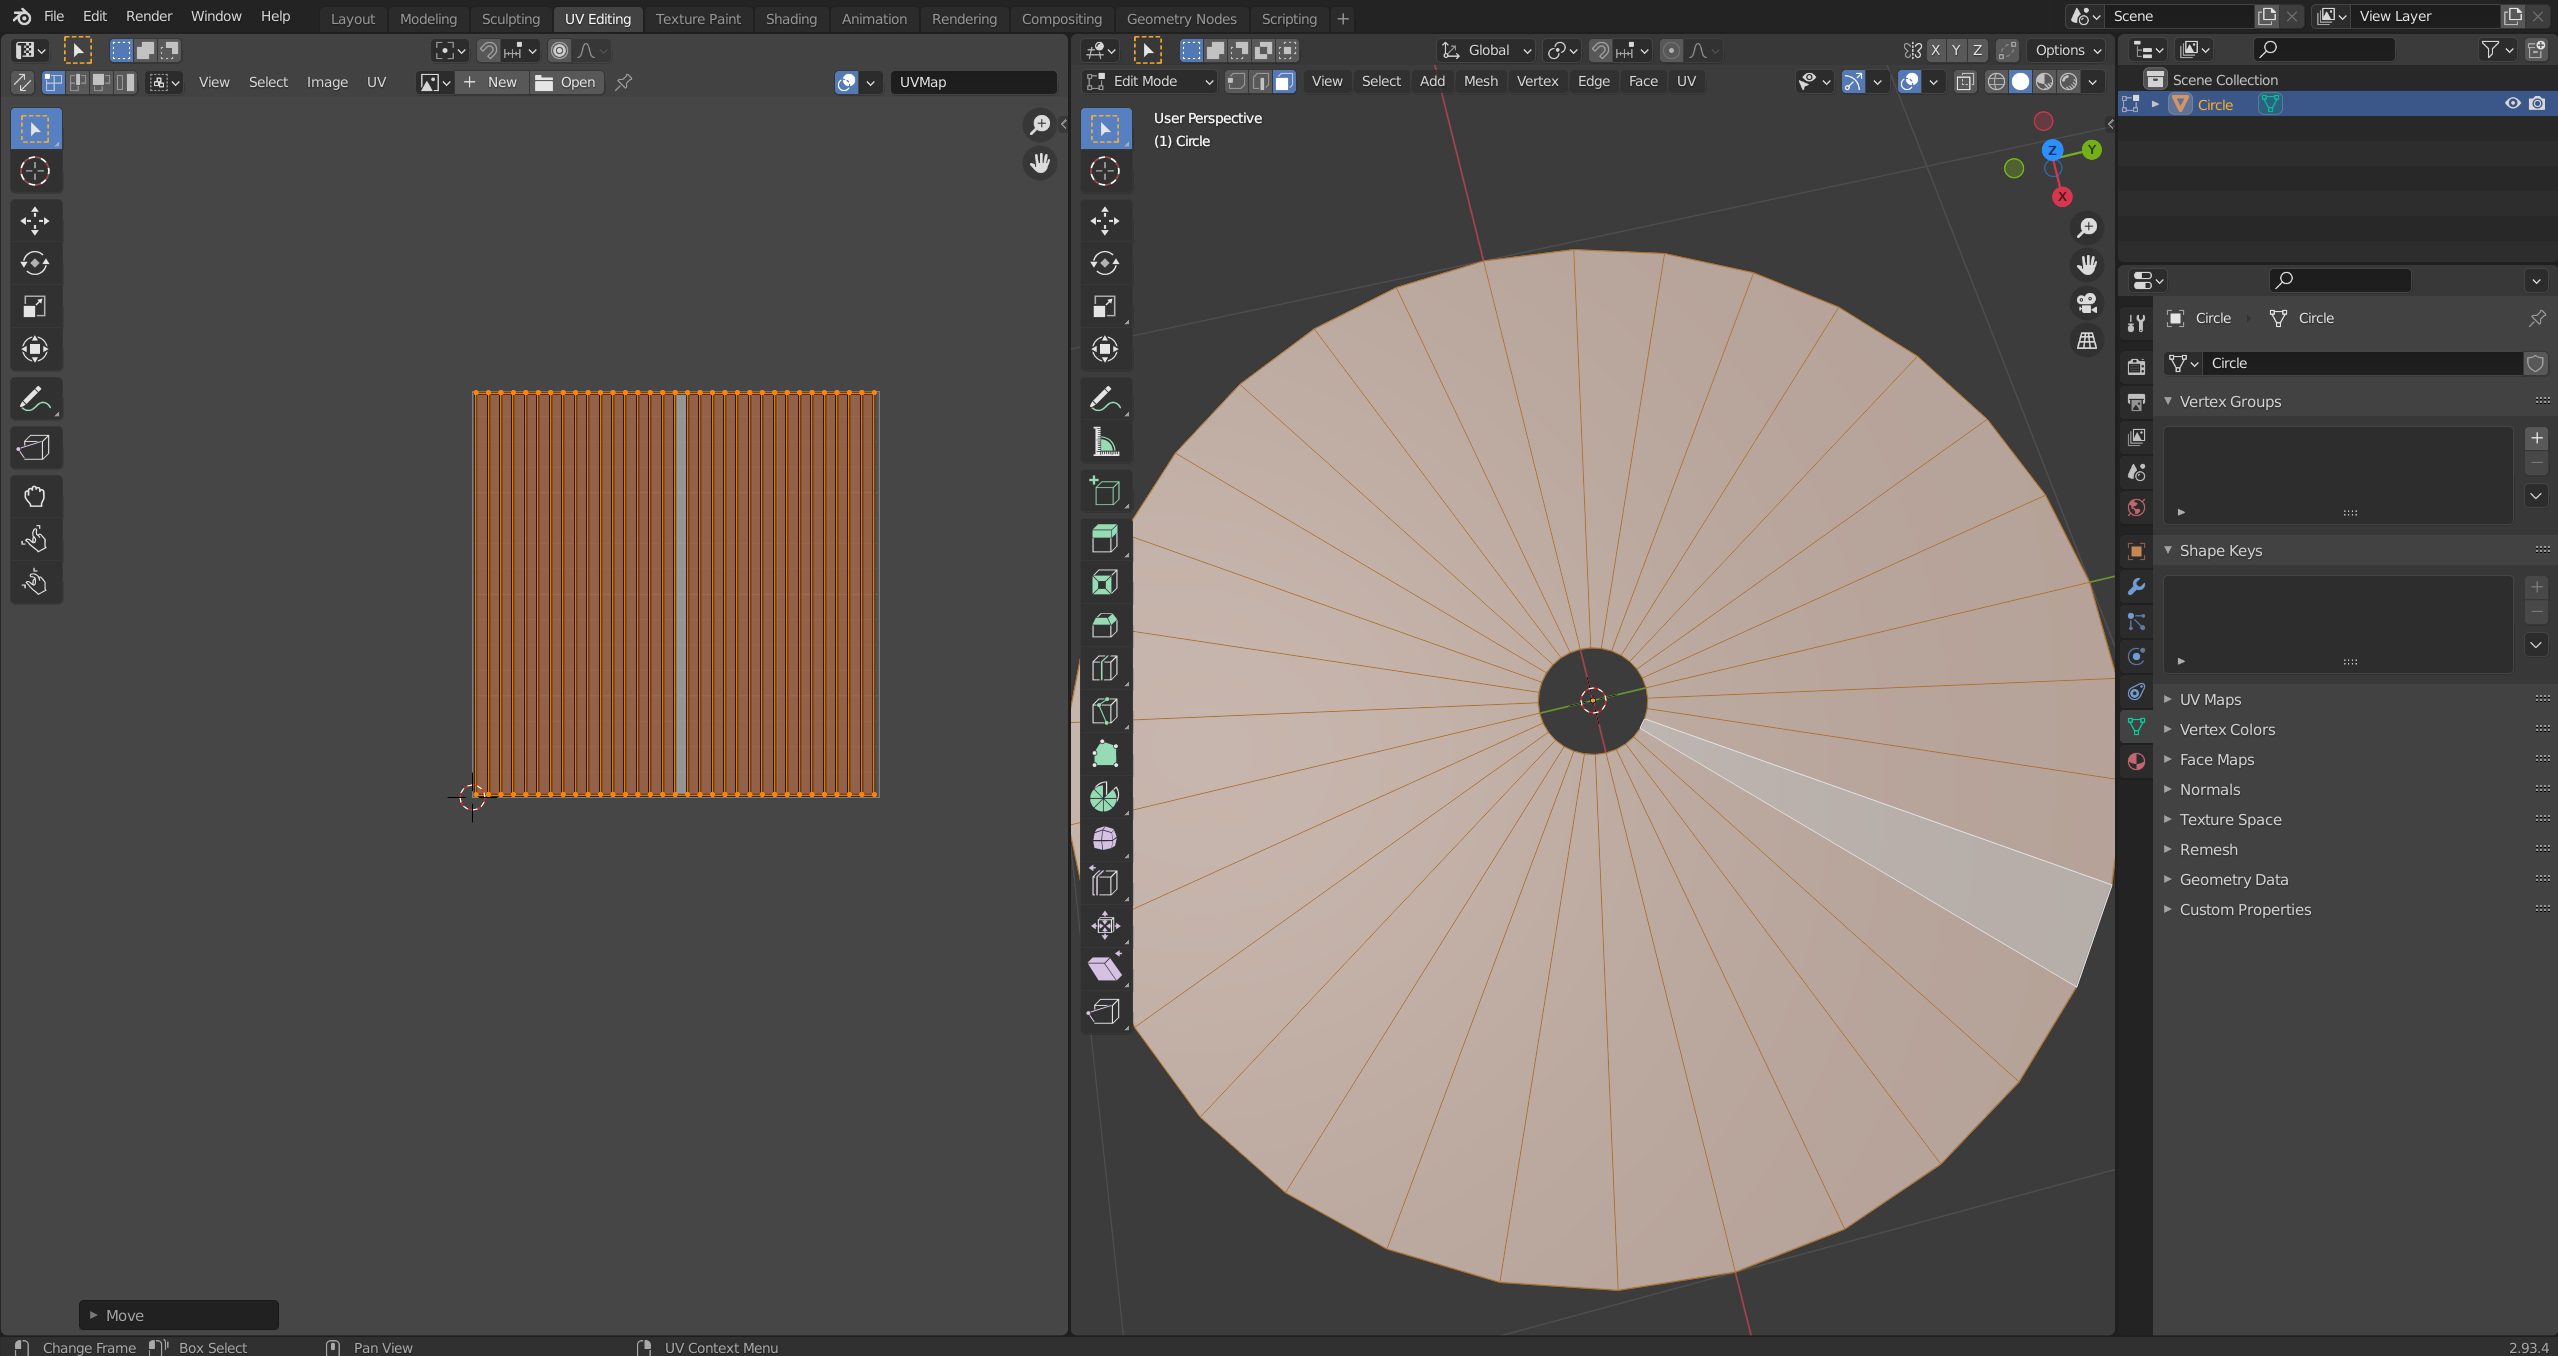 File Edit Render Window Help Layout Modeling Sculpting UV Editing Texture Paint Shading Animation Rendering Compositing Geometry Nodes Scripting + Scene View Layer
Global X Y Z Options
View Select Image UV + New Open UVMap Edit Mode View Select Add Mesh Vertex Edge Face UV
Scene Collection
Circle
User Perspective
(1) Circle
Z Y
X
Circle Circle
Circle
Vertex Groups
Shape Keys
UV Maps
Vertex Colors
Face Maps
Normals
Texture Space
Remesh
Geometry Data
Custom Properties
Move
Change Frame Box Select Pan View UV Context Menu 2.93.4